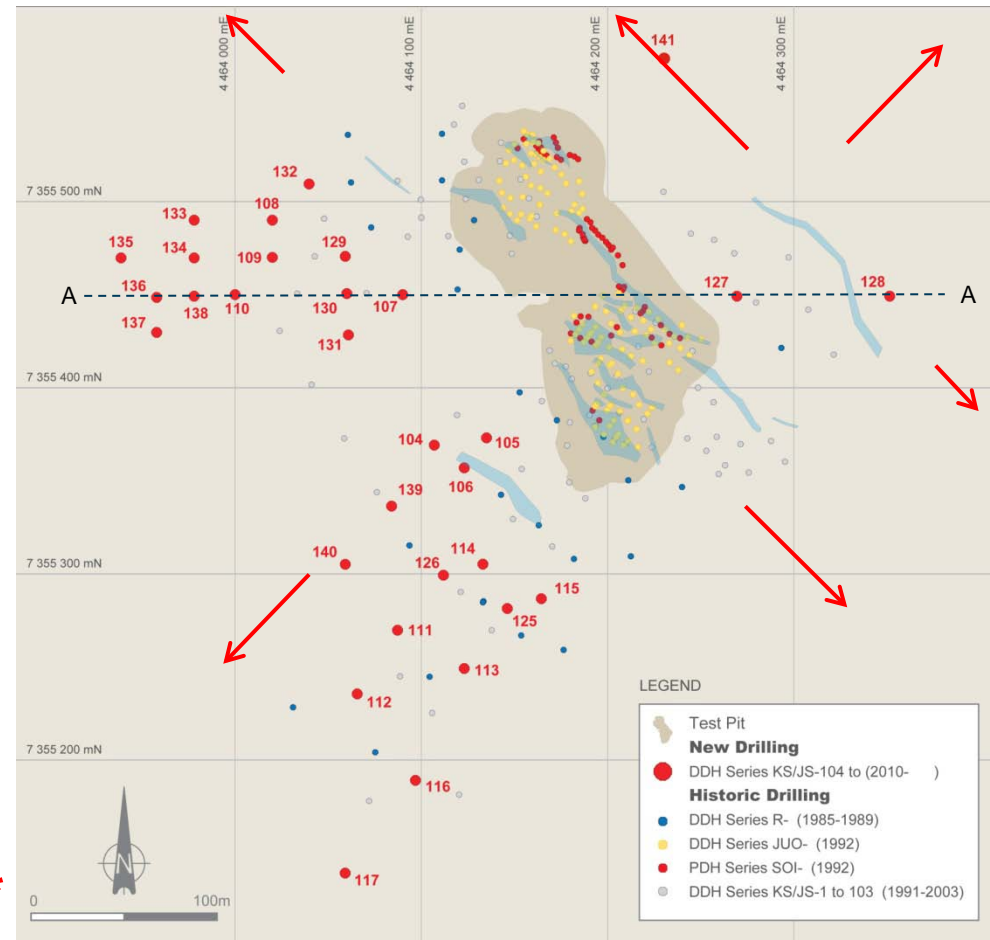 4 464 000 mE
4 464 100 mE
4 464 200 mE
4 464 300 mE
141
132
7 355 500 mN
133
108
135
134
109
129
A
136
127
128
A
138
110
130
107
137
131
7 355 400 mN
104
105
106
139
7 355 300 mN
140
126
114
115
125
111
113
112
7 355 200 mN
116
117
N
0
100m
LEGEND
Test Pit
New Drilling
DDH Series KS/JS-104 to (2010- )
Historic Drilling
DDH Series R- (1985-1989)
DDH Series JUO- (1992)
PDH Series SOI- (1992)
DDH Series KS/JS-1 to 103 (1991-2003)